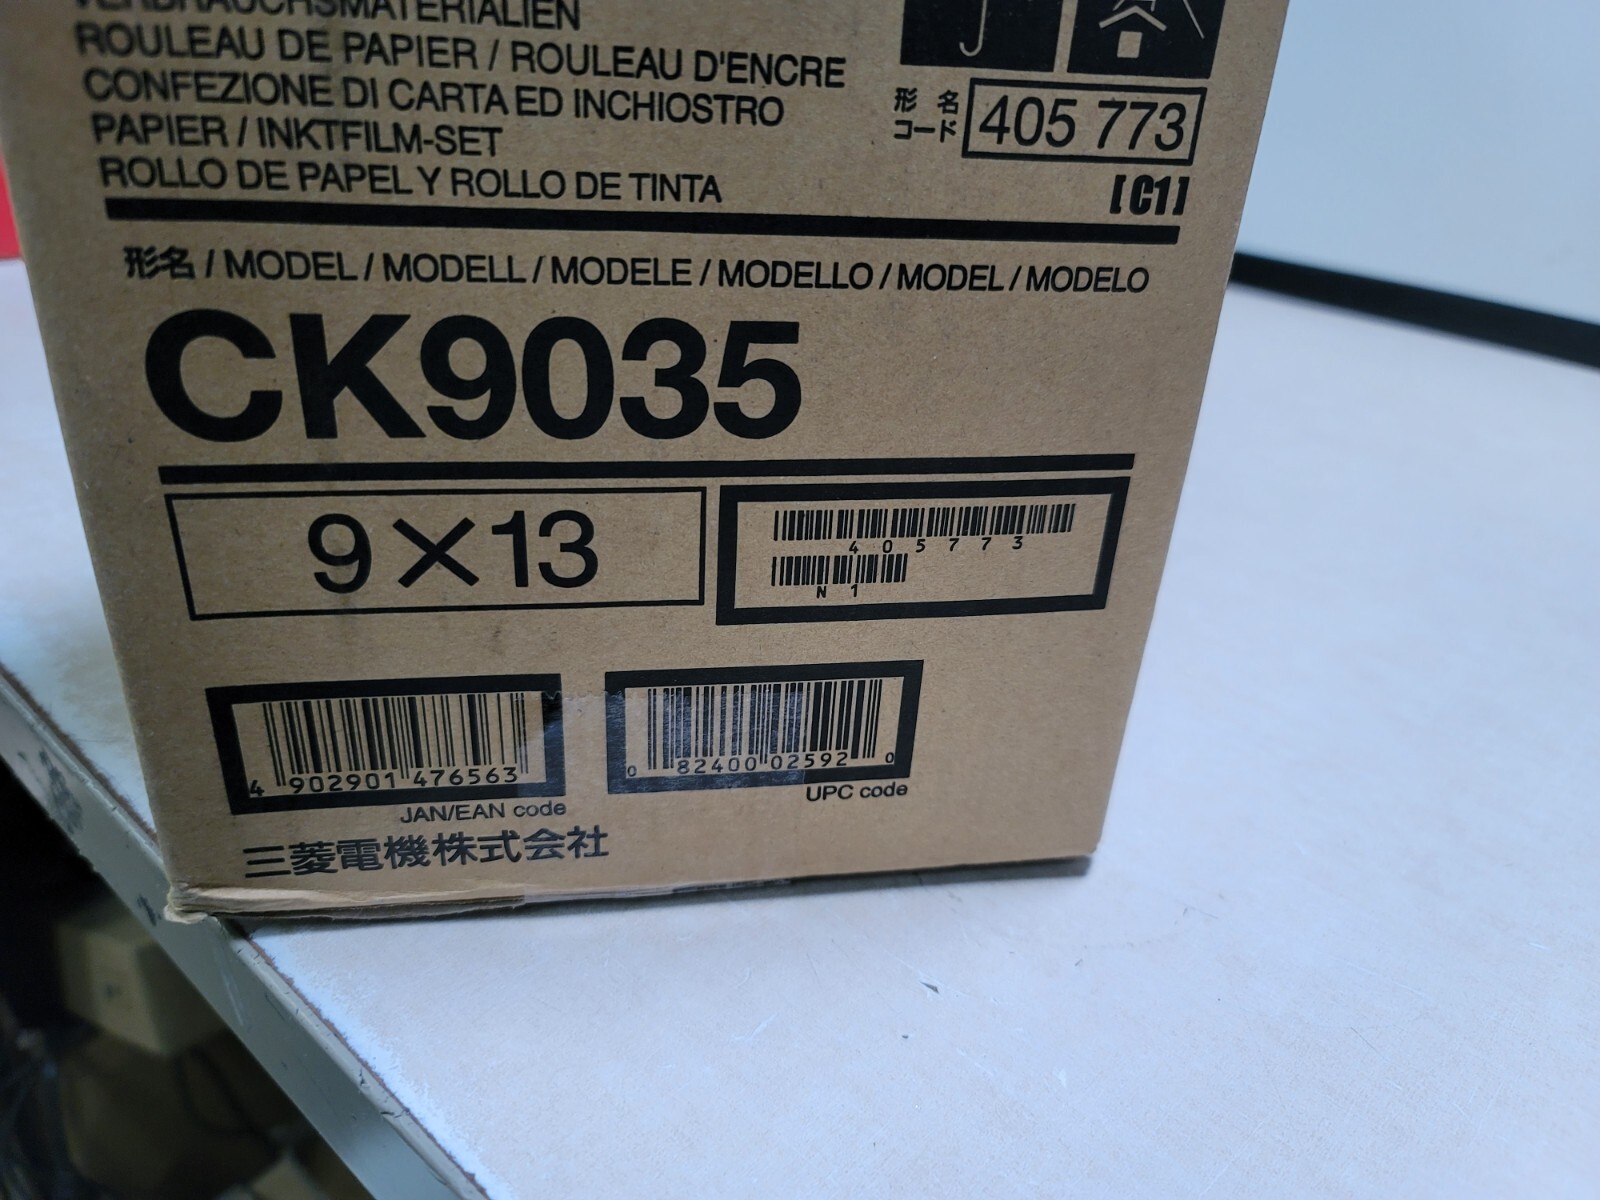 VERBRAUCHSMATERIALIEN
ROULEAU DE PAPIER / ROULEAU D'ENCRE
CONFEZIONE DI CARTA ED INCHIOSTRO
PAPIER / INKTFILM-SET
ROLLO DE PAPEL Y ROLLO DE TINTA
形名
コード
405 773
[C1]
形名 / MODEL / MODELL / MODELE / MODELLO / MODEL / MODELO
CK9035
9×13
405773
N1
4 902901 476563
JAN/EAN code
0 82400 02592 0
UPC code
三菱電機株式会社